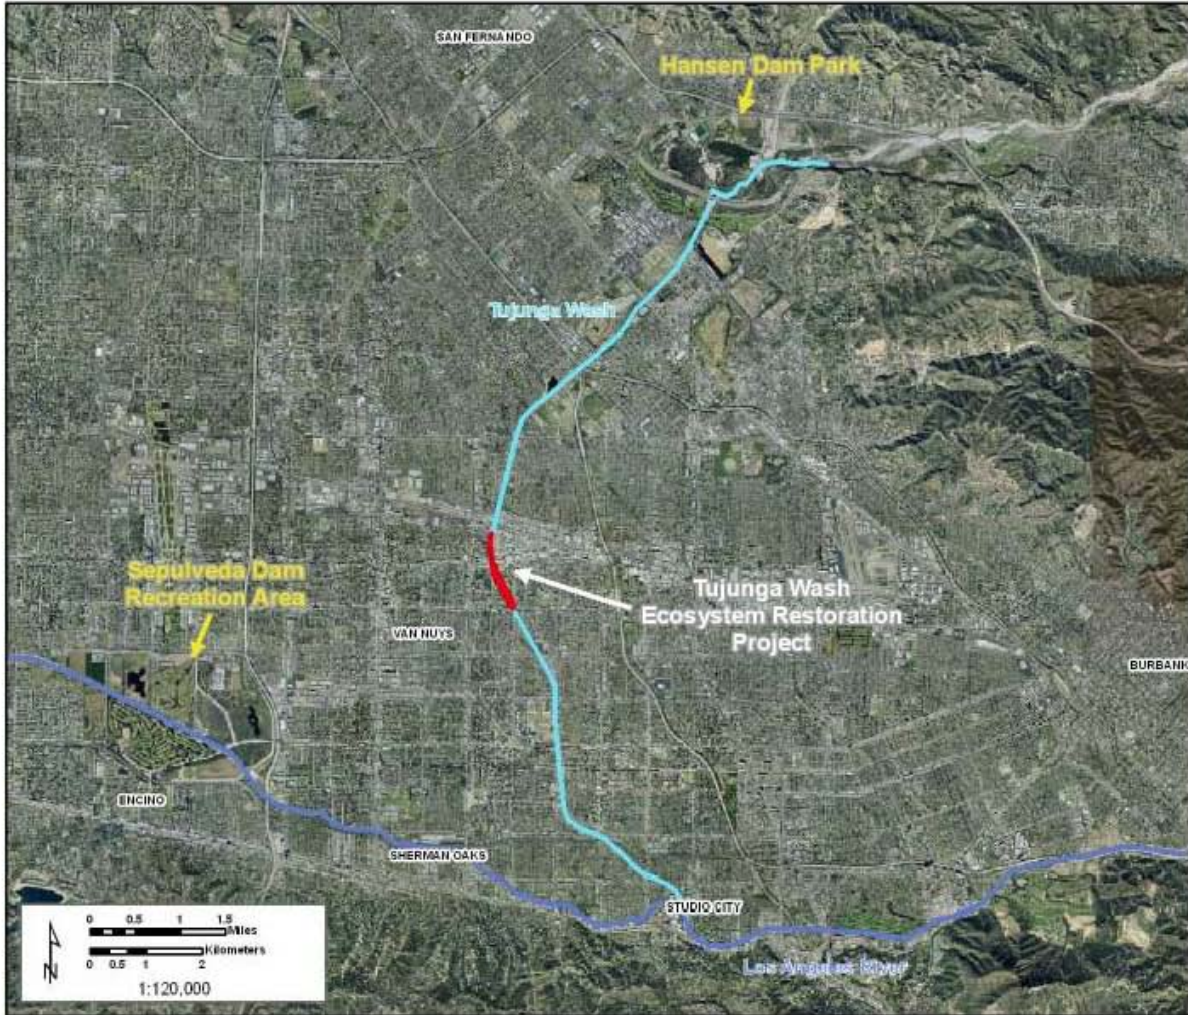 SAN FERNANDO
Hansen Dam Park
Tujunga Wash
Sepulveda Dam
Recreation Area
Tujunga Wash
Ecosystem Restoration
Project
VAN NUYS
BURBANK
ENCINO
SHERMAN OAKS
STUDIO CITY
Los Angeles River
0 0.5 1 1.5
Miles
Kilometers
0 0.5 1 2
N
1:120,000